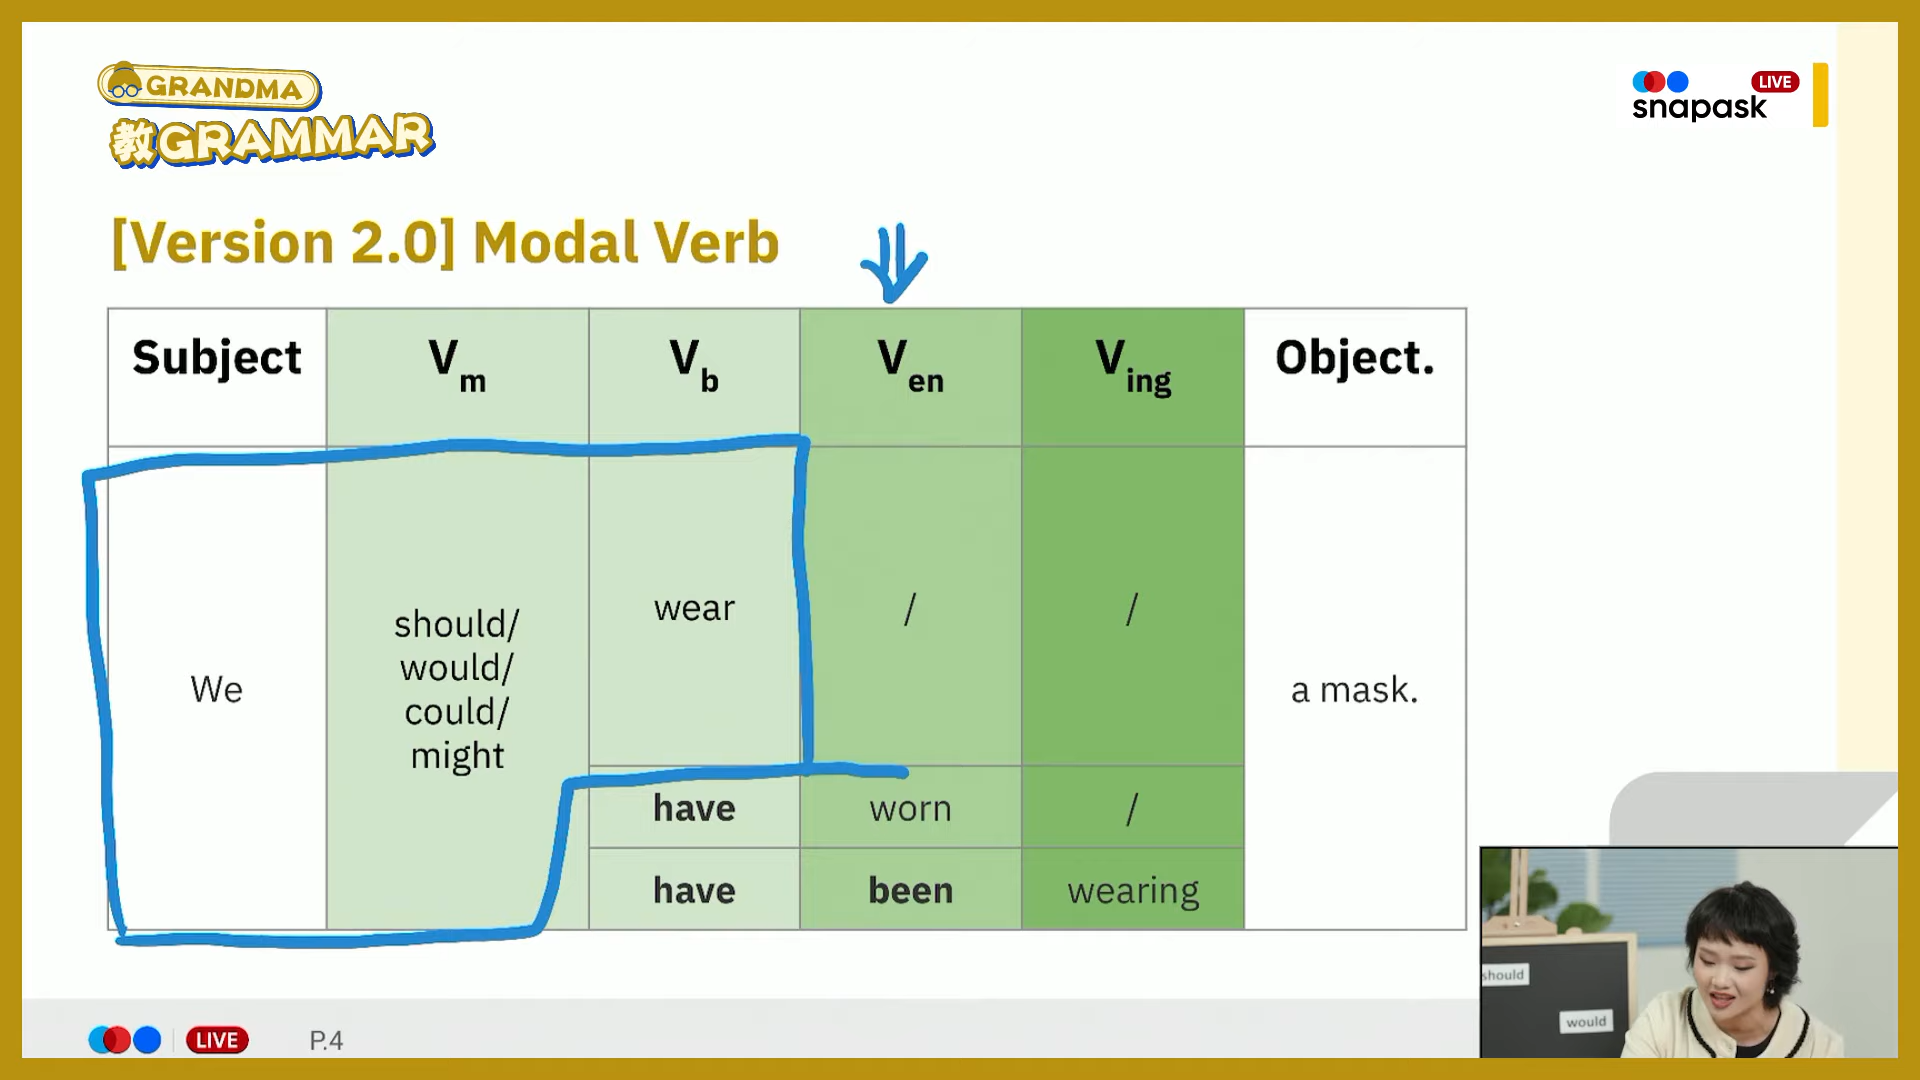 GRANDMA
教GRAMMAR
LIVE
snapask
[Version 2.0] Modal Verb
Subject
Vm
Vb
Ven
Ving
Object.
We
should/
would/
could/
might
wear
/
/
a mask.
have
worn
/
have
been
wearing
should
would
LIVE
P.4